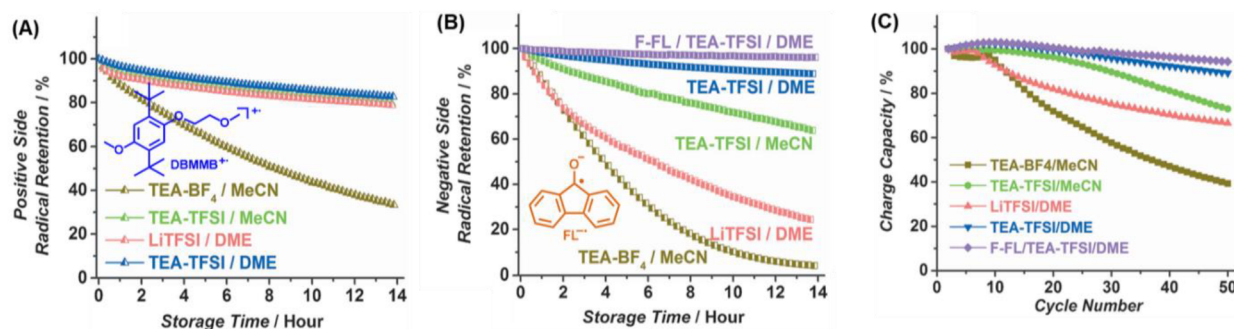 (A)
Positive Side
Radical Retention / %
100
80
60
40
20
0
O
O
O
]+•
DBMMB+•
TEA-BF4 / MeCN
TEA-TFSI / MeCN
LiTFSI / DME
TEA-TFSI / DME
0 2 4 6 8 10 12 14
Storage Time / Hour
(B)
Negative Side
Radical Retention / %
100
80
60
40
20
0
F-FL / TEA-TFSI / DME
TEA-TFSI / DME
TEA-TFSI / MeCN
O−
FL−•
LiTFSI / DME
TEA-BF4 / MeCN
0 2 4 6 8 10 12 14
Storage Time / Hour
(C)
Charge Capacity / %
120
100
80
60
40
20
0
TEA-BF4/MeCN
TEA-TFSI/MeCN
LiTFSI/DME
TEA-TFSI/DME
F-FL/TEA-TFSI/DME
0 10 20 30 40 50
Cycle Number